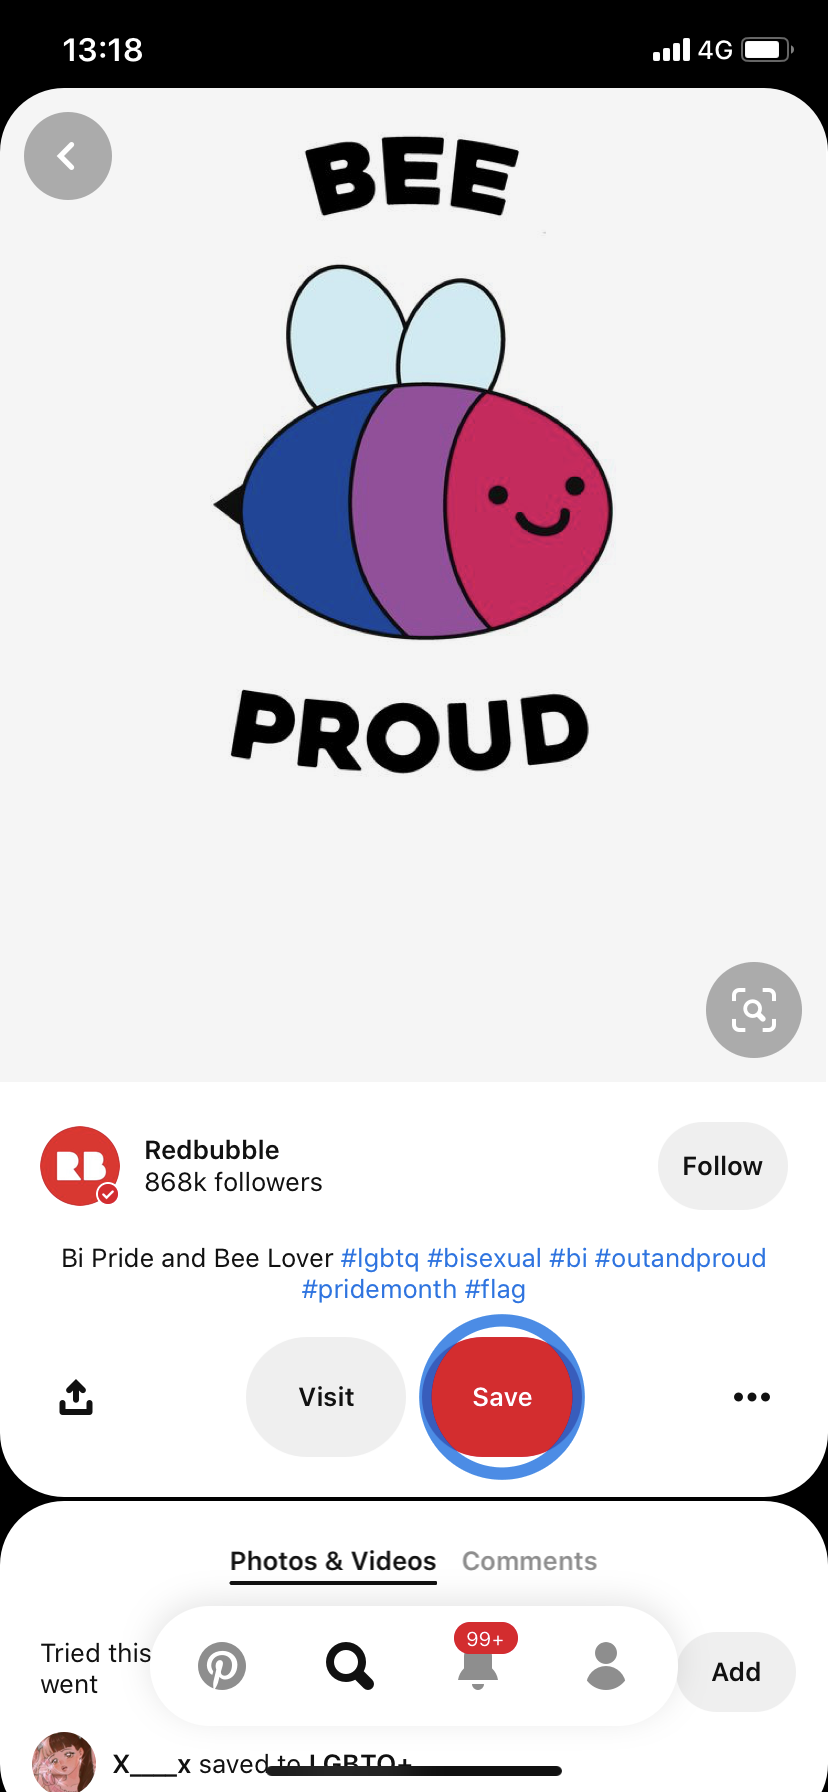 13:18
4G
BEE
PROUD
RB
Redbubble
868k followers
Follow
Bi Pride and Bee Lover #lgbtq #bisexual #bi #outandproud
#pridemonth #flag
Visit
Save
Photos & Videos
Comments
99+
Tried this
went
Add
X____x saved to LGBTQ+